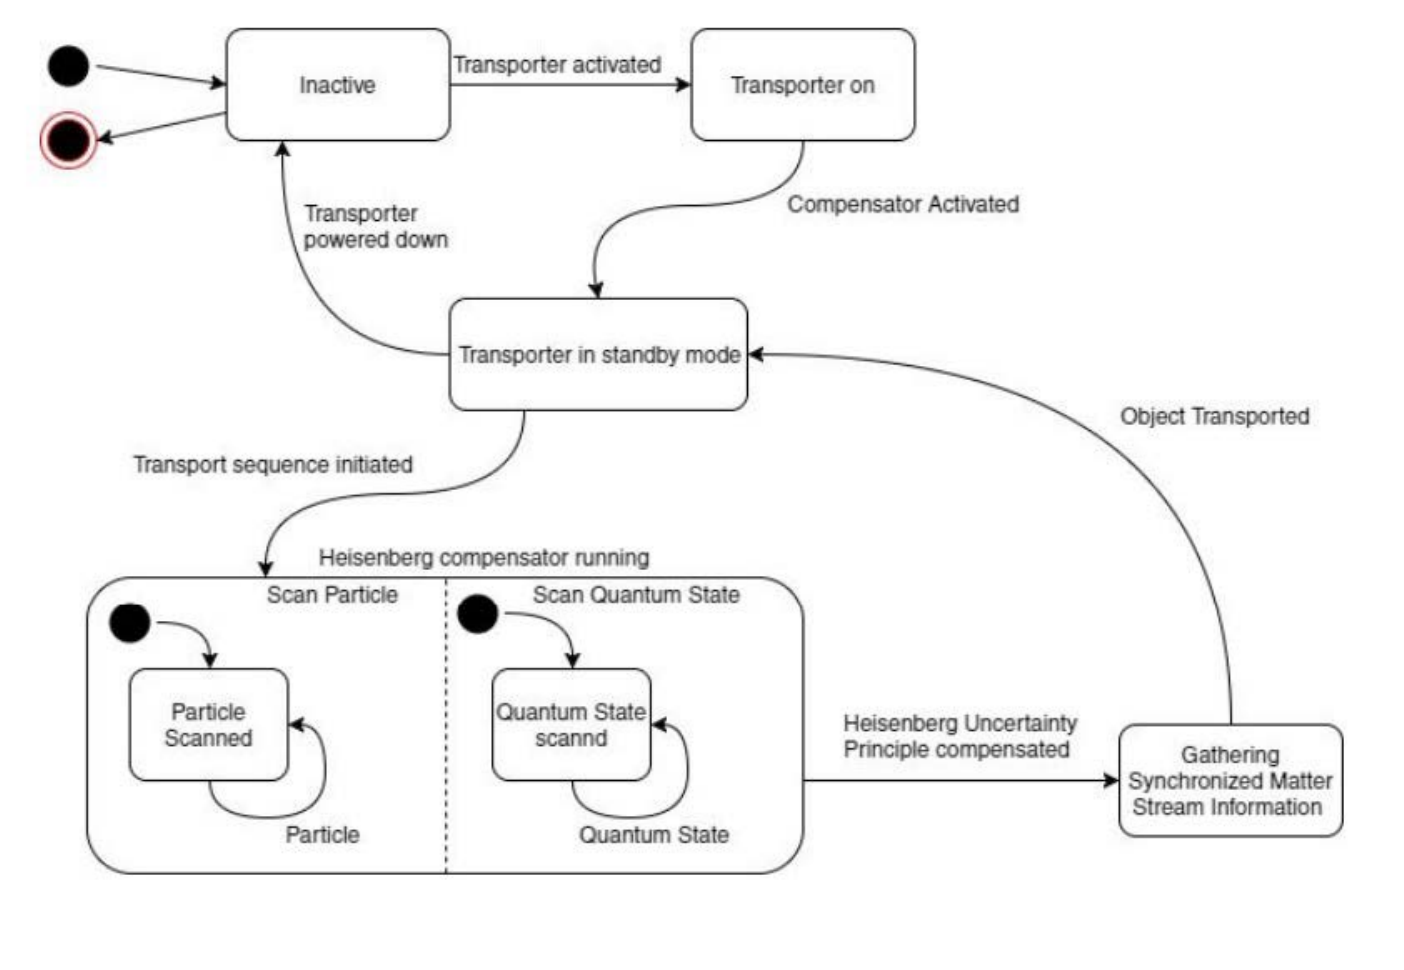 Inactive
Transporter activated
Transporter on
Transporter
powered down
Compensator Activated
Transporter in standby mode
Object Transported
Transport sequence initiated
Heisenberg compensator running
Scan Particle
Scan Quantum State
Particle
Scanned
Particle
Quantum State
scannd
Quantum State
Heisenberg Uncertainty
Principle compensated
Gathering
Synchronized Matter
Stream Information